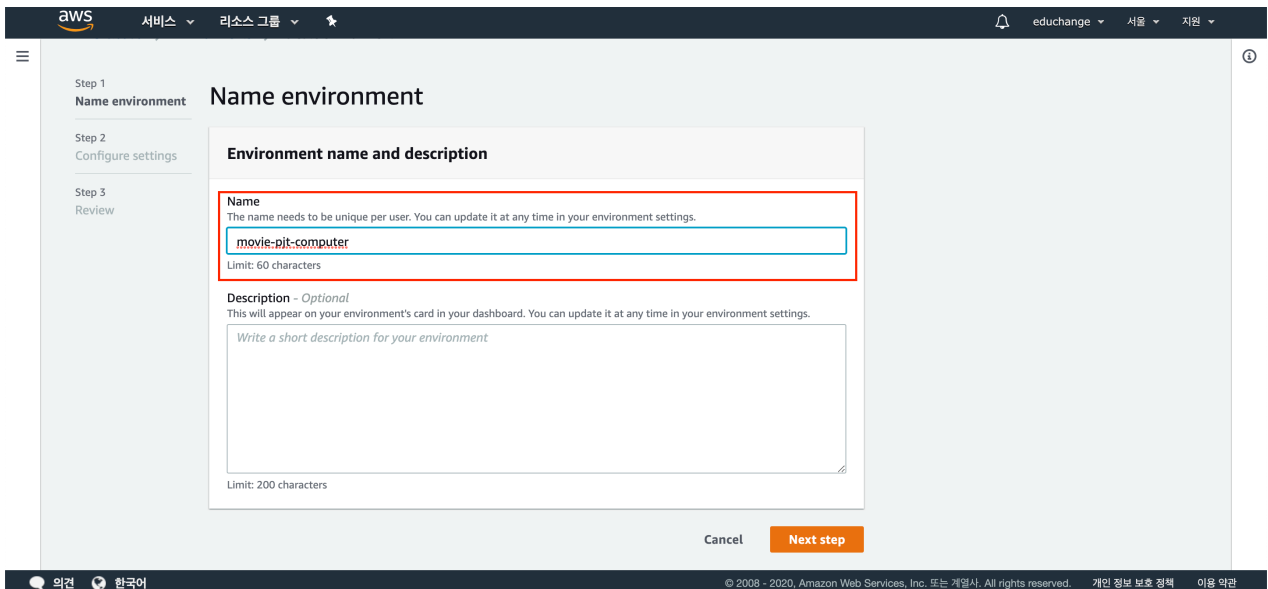 aws 서비스 리소스 그룹 educhange 서울 지원
Step 1
Name environment
Step 2
Configure settings
Step 3
Review
Name environment
Environment name and description
Name
The name needs to be unique per user. You can update it at any time in your environment settings.
movie-pjt-computer
Limit: 60 characters
Description - Optional
This will appear on your environment's card in your dashboard. You can update it at any time in your environment settings.
Write a short description for your environment
Limit: 200 characters
Cancel Next step
의견 한국어 © 2008 - 2020, Amazon Web Services, Inc. 또는 계열사. All rights reserved. 개인 정보 보호 정책 이용 약관